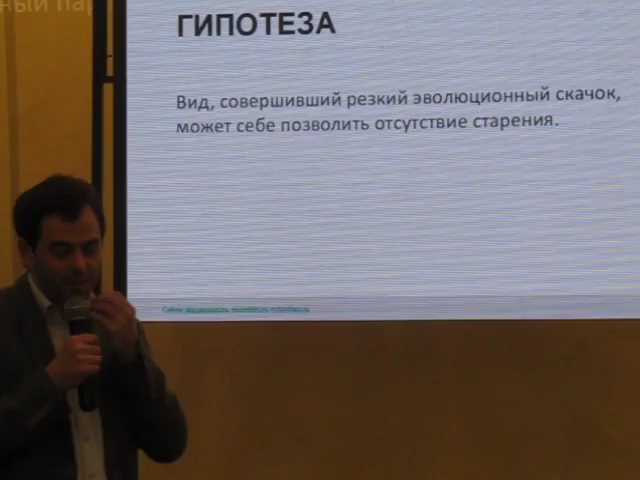 ГИПОТЕЗА
Вид, совершивший резкий эволюционный скачок,
может себе позволить отсутствие старения.